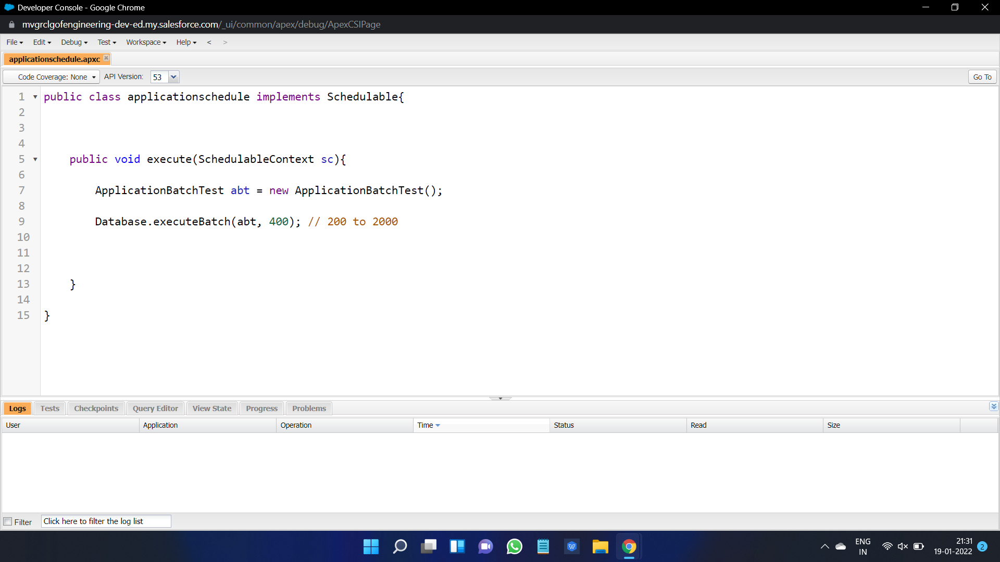 Developer Console - Google Chrome
mvgrclgofengineering-dev-ed.my.salesforce.com/_ui/common/apex/debug/ApexCSIPage
File Edit Debug Test Workspace Help < >
applicationschedule.apxc
Code Coverage: None API Version: 53 Go To
1 public class applicationschedule implements Schedulable{
2
3
4
5 public void execute(SchedulableContext sc){
6
7 ApplicationBatchTest abt = new ApplicationBatchTest();
8
9 Database.executeBatch(abt, 400); // 200 to 2000
10
11
12
13 }
14
15 }
Logs Tests Checkpoints Query Editor View State Progress Problems
User Application Operation Time Status Read Size
Filter Click here to filter the log list
ENG 21:31
IN 19-01-2022 2